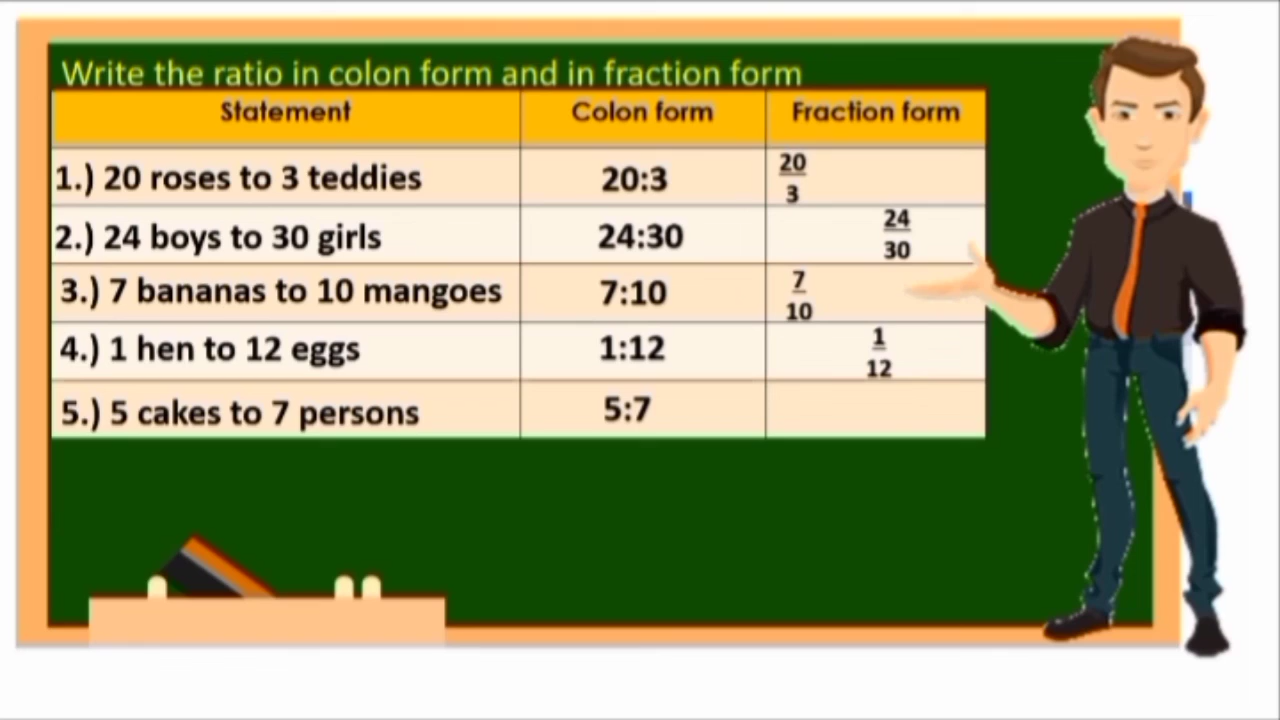 Write the ratio in colon form and in fraction form
Statement Colon form Fraction form
1.) 20 roses to 3 teddies 20:3 20/3
2.) 24 boys to 30 girls 24:30 24/30
3.) 7 bananas to 10 mangoes 7:10 7/10
4.) 1 hen to 12 eggs 1:12 1/12
5.) 5 cakes to 7 persons 5:7